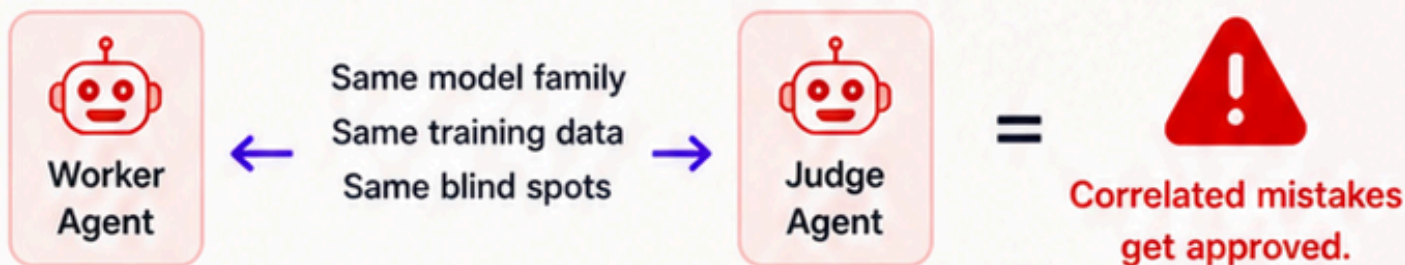 Worker
Agent
Same model family
Same training data
Same blind spots
Judge
Agent
=
Correlated mistakes
get approved.